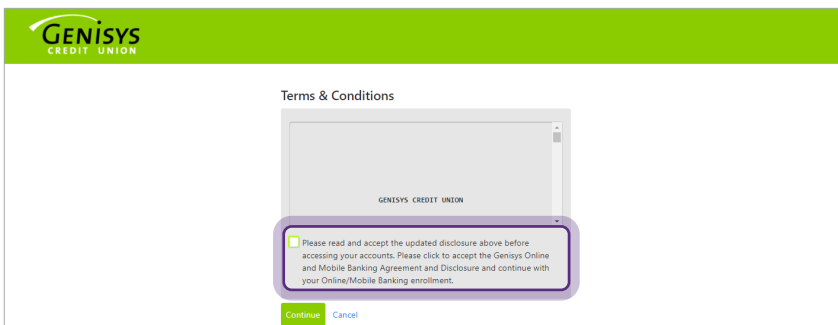 GENISYS
CREDIT UNION
Terms & Conditions
GENISYS CREDIT UNION
Please read and accept the updated disclosure above before
accessing your accounts. Please click to accept the Genisys Online
and Mobile Banking Agreement and Disclosure and continue with
your Online/Mobile Banking enrollment.
Continue Cancel